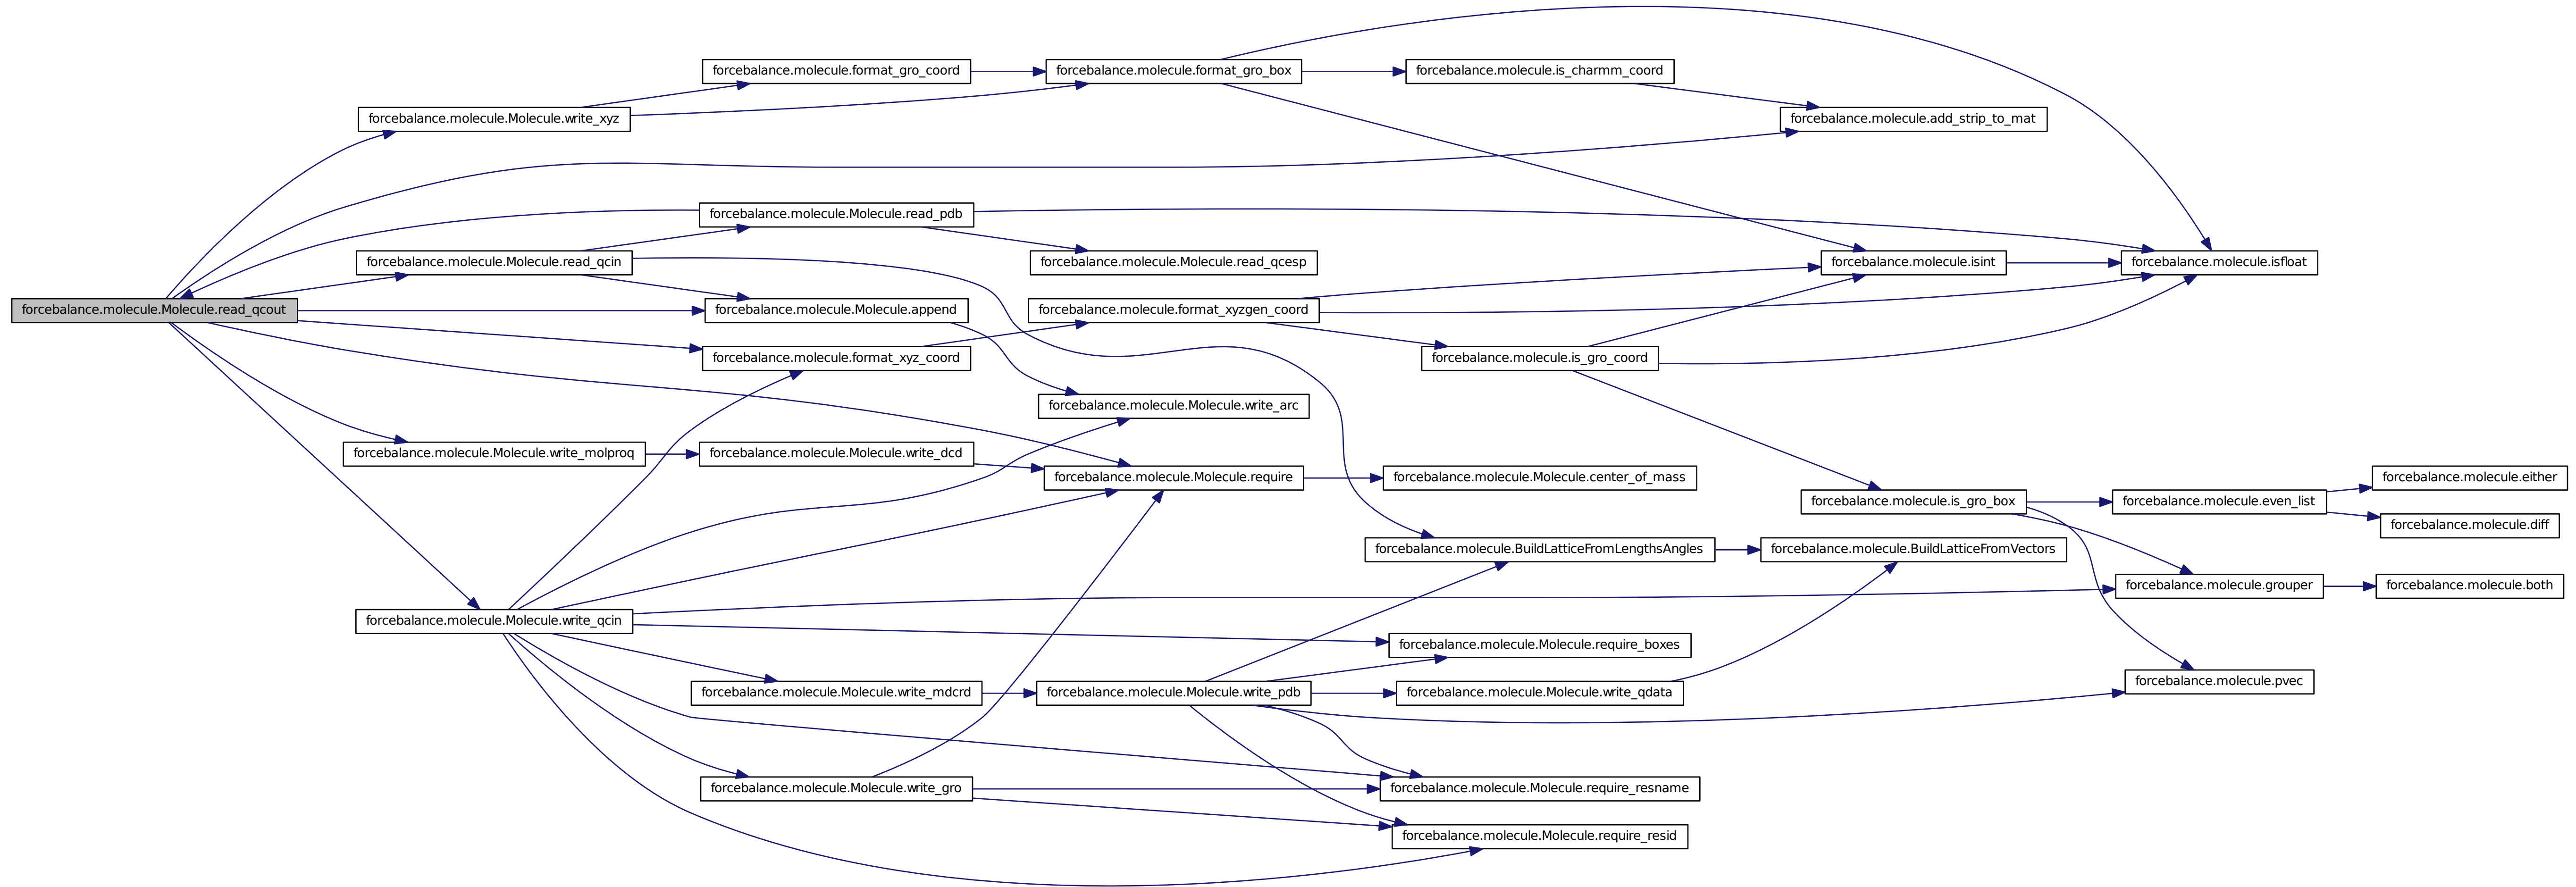 forcebalance.molecule.Molecule.read_qcout
forcebalance.molecule.Molecule.write_xyz
forcebalance.molecule.Molecule.read_qcin
forcebalance.molecule.Molecule.write_molproq
forcebalance.molecule.Molecule.write_qcin
forcebalance.molecule.format_gro_coord
forcebalance.molecule.Molecule.read_pdb
forcebalance.molecule.Molecule.append
forcebalance.molecule.format_xyz_coord
forcebalance.molecule.Molecule.write_dcd
forcebalance.molecule.Molecule.write_mdcrd
forcebalance.molecule.Molecule.write_gro
forcebalance.molecule.format_gro_box
forcebalance.molecule.Molecule.read_qcesp
forcebalance.molecule.format_xyzgen_coord
forcebalance.molecule.Molecule.write_arc
forcebalance.molecule.Molecule.require
forcebalance.molecule.Molecule.write_pdb
forcebalance.molecule.is_charmm_coord
forcebalance.molecule.is_gro_coord
forcebalance.molecule.Molecule.center_of_mass
forcebalance.molecule.BuildLatticeFromLengthsAngles
forcebalance.molecule.Molecule.require_boxes
forcebalance.molecule.Molecule.write_qdata
forcebalance.molecule.Molecule.require_resname
forcebalance.molecule.Molecule.require_resid
forcebalance.molecule.add_strip_to_mat
forcebalance.molecule.isint
forcebalance.molecule.is_gro_box
forcebalance.molecule.BuildLatticeFromVectors
forcebalance.molecule.isfloat
forcebalance.molecule.even_list
forcebalance.molecule.grouper
forcebalance.molecule.pvec
forcebalance.molecule.either
forcebalance.molecule.diff
forcebalance.molecule.both